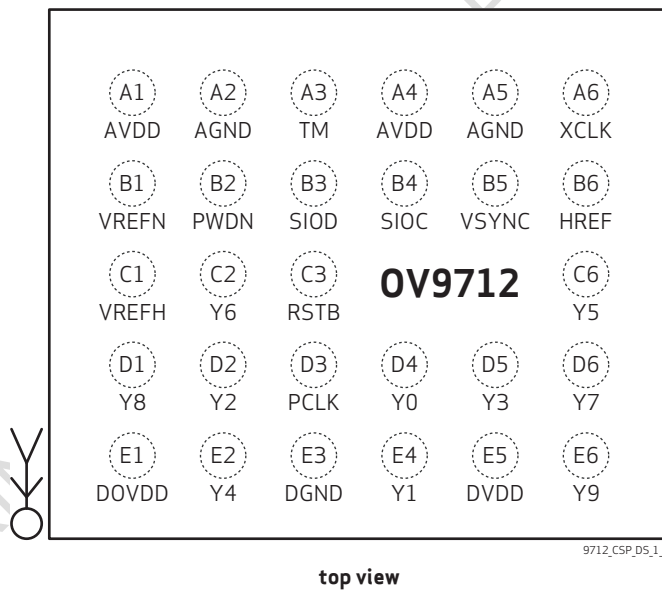 A1 A2 A3 A4 A5 A6
AVDD AGND TM AVDD AGND XCLK
B1 B2 B3 B4 B5 B6
VREFN PWDN SIOD SIOC VSYNC HREF
C1 C2 C3 OV9712 C6
VREFH Y6 RSTB Y5
D1 D2 D3 D4 D5 D6
Y8 Y2 PCLK Y0 Y3 Y7
E1 E2 E3 E4 E5 E6
DOVDD Y4 DGND Y1 DVDD Y9
9712_CSP_DS_1_
top view